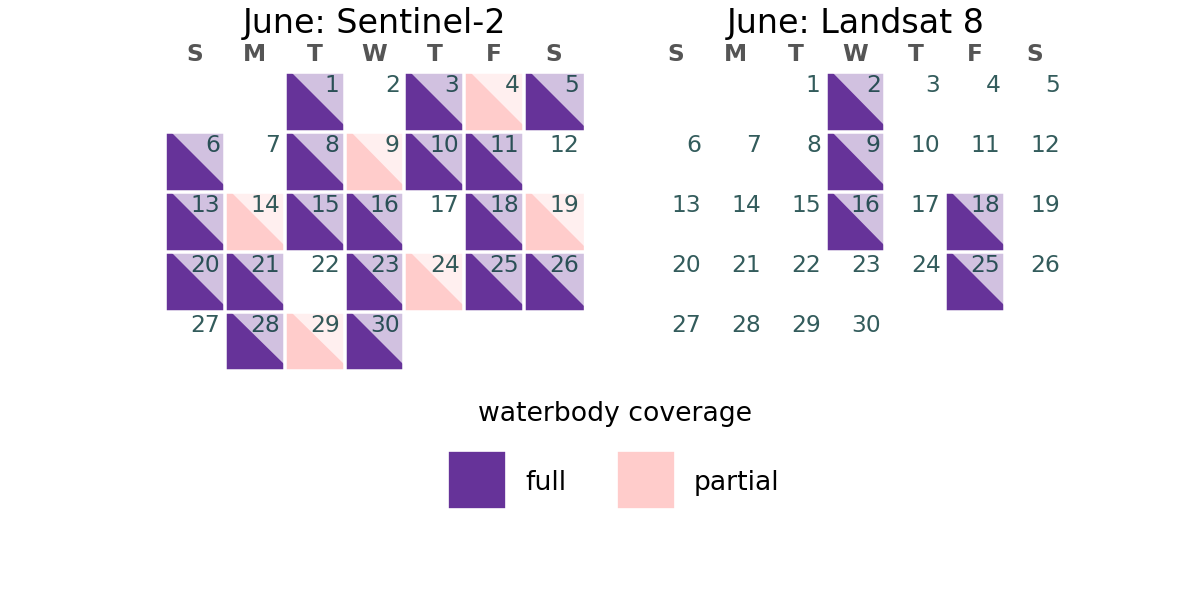 June: Sentinel-2
S M T W T F S
1 2 3 4 5
6 7 8 9 10 11 12
13 14 15 16 17 18 19
20 21 22 23 24 25 26
27 28 29 30
June: Landsat 8
S M T W T F S
1 2 3 4 5
6 7 8 9 10 11 12
13 14 15 16 17 18 19
20 21 22 23 24 25 26
27 28 29 30
waterbody coverage
full partial